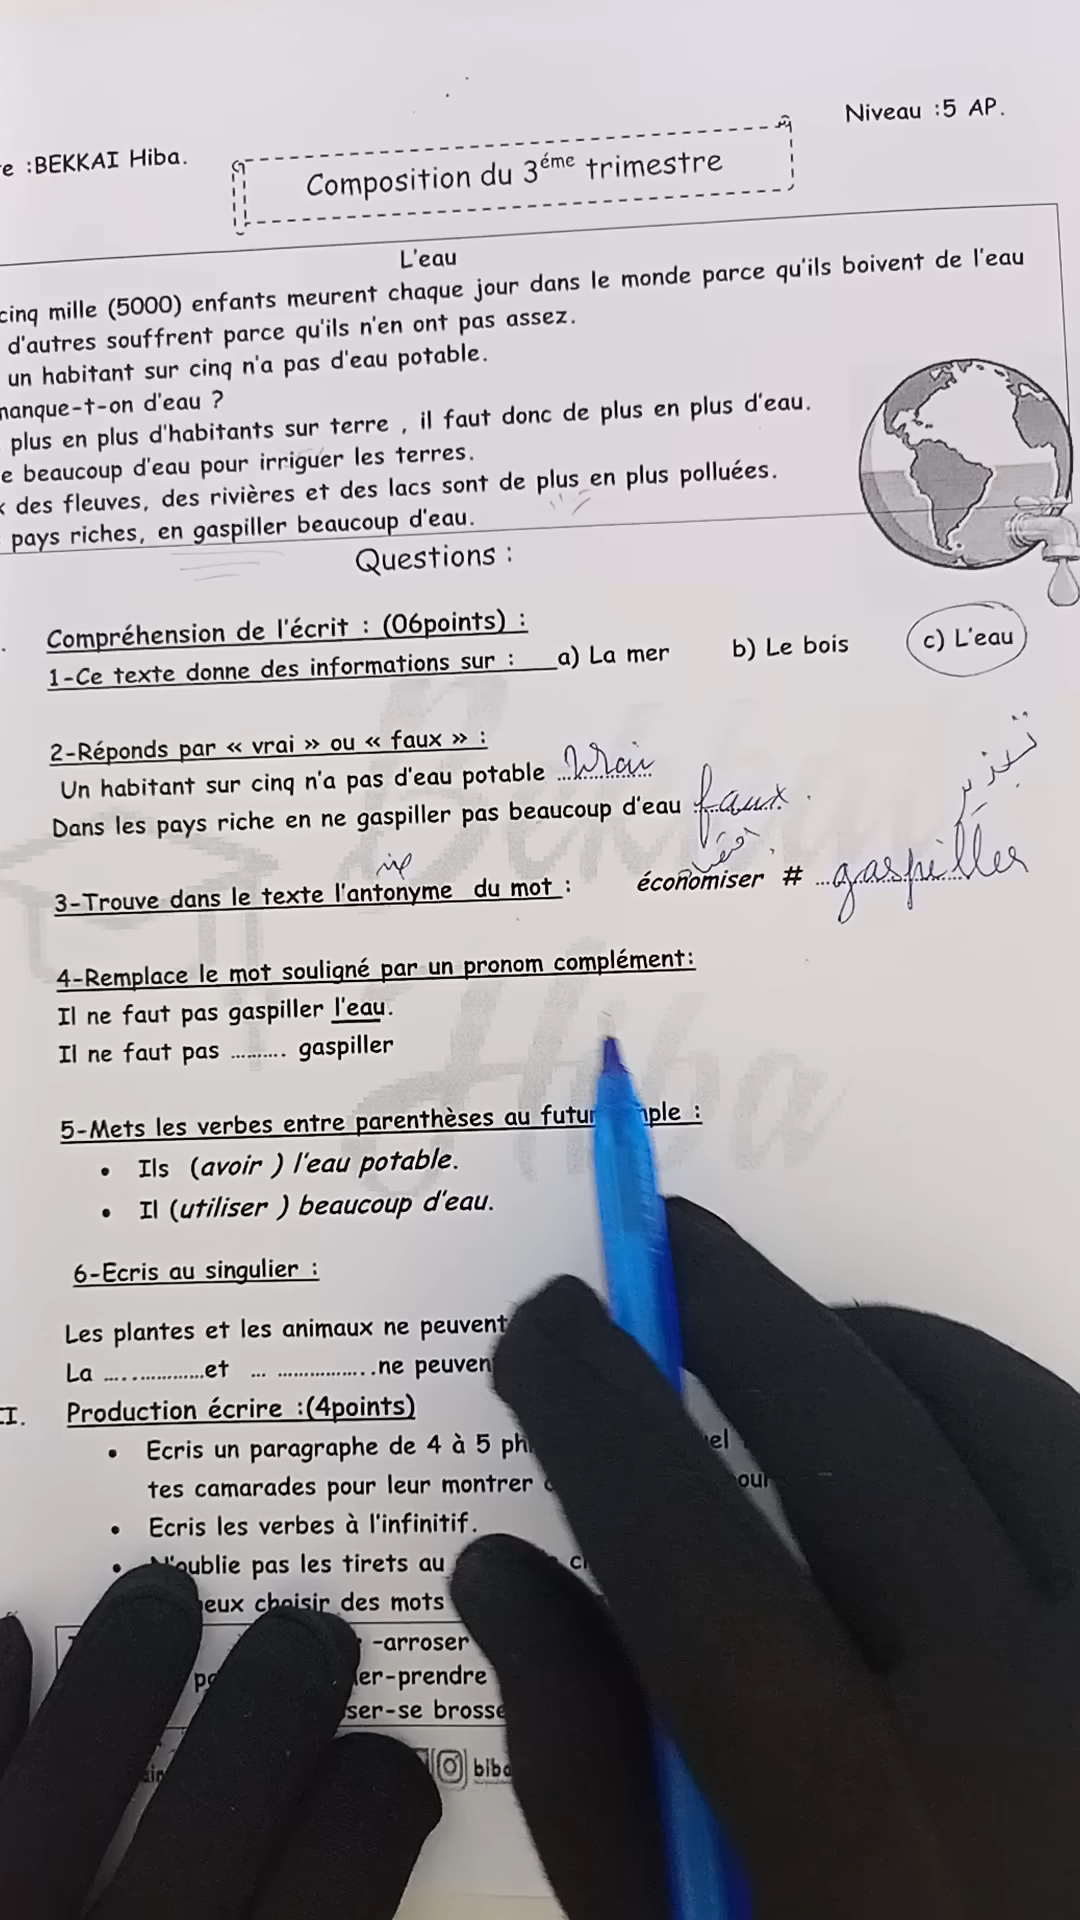 :BEKKAI Hiba.
Niveau :5 AP.
Composition du 3éme trimestre
L'eau
cinq mille (5000) enfants meurent chaque jour dans le monde parce qu'ils boivent de l'eau
d'autres souffrent parce qu'ils n'en ont pas assez.
un habitant sur cinq n'a pas d'eau potable.
manque-t-on d'eau ?
plus en plus d'habitants sur terre , il faut donc de plus en plus d'eau.
beaucoup d'eau pour irriguer les terres.
des fleuves, des rivières et des lacs sont de plus en plus polluées.
pays riches, en gaspiller beaucoup d'eau.
Questions :
Compréhension de l'écrit : (06points) :
1-Ce texte donne des informations sur : a) La mer b) Le bois c) L'eau
2-Réponds par « vrai » ou « faux » :
Un habitant sur cinq n'a pas d'eau potable ... Vrai
Dans les pays riche en ne gaspiller pas beaucoup d'eau faux .
تبذير
3-Trouve dans le texte l'antonyme du mot : économiser # ...gaspiller
4-Remplace le mot souligné par un pronom complément:
Il ne faut pas gaspiller l'eau.
Il ne faut pas .......... gaspiller
5-Mets les verbes entre parenthèses au futur :
• Ils (avoir ) l'eau potable.
• Il (utiliser ) beaucoup d'eau.
6-Ecris au singulier :
Les plantes et les animaux ne peuvent
La .................et ... ..................ne
Production écrire :(4points)
• Ecris un paragraphe de 4 à 5
tes camarades pour leur montrer
• Ecris les verbes à l'infinitif.
• N'oublie pas les tirets au
choisir des mots
-arroser
-prendre
-se